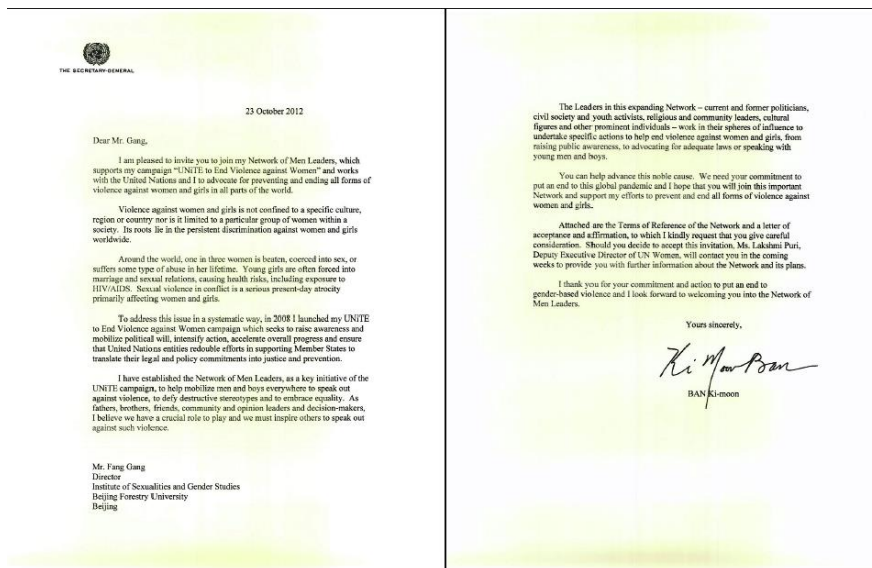 THE SECRETARY-GENERAL
23 October 2012
Dear Mr. Gang,
I am pleased to invite you to join my Network of Men Leaders, which
supports my campaign "UNiTE to End Violence against Women" and works
with the United Nations and I to advocate for preventing and ending all forms of
violence against women and girls in all parts of the world.
Violence against women and girls is not confined to a specific culture,
region or country nor is it limited to a particular group of women within a
society. Its roots lie in the persistent discrimination against women and girls
worldwide.
Around the world, one in three women is beaten, coerced into sex, or
suffers some type of abuse in her lifetime. Young girls are often forced into
marriage and sexual relations, causing health risks, including exposure to
HIV/AIDS. Sexual violence in conflict is a serious present-day atrocity
primarily affecting women and girls.
To address this issue in a systematic way, in 2008 I launched my UNiTE
to End Violence against Women campaign which seeks to raise awareness and
mobilize political will, intensify action, accelerate overall progress and ensure
that United Nations entities redouble efforts in supporting Member States to
translate their legal and policy commitments into justice and prevention.
I have established the Network of Men Leaders, as a key initiative of the
UNiTE campaign, to help mobilize men and boys everywhere to speak out
against violence, to defy destructive stereotypes and to embrace equality. As
fathers, brothers, friends, community and opinion leaders and decision-makers,
I believe we have a crucial role to play and we must inspire others to speak out
against such violence.
Mr. Fang Gang
Director
Institute of Sexualities and Gender Studies
Beijing Forestry University
Beijing
The Leaders in this expanding Network – current and former politicians,
civil society and youth activists, religious and community leaders, cultural
figures and other prominent individuals – work in their spheres of influence to
undertake specific actions to help end violence against women and girls, from
raising public awareness, to advocating for adequate laws or speaking with
young men and boys.
You can help advance this noble cause. We need your commitment to
put an end to this global pandemic and I hope that you will join this important
Network and support my efforts to prevent and end all forms of violence against
women and girls.
Attached are the Terms of Reference of the Network and a letter of
acceptance and affirmation, to which I kindly request that you give careful
consideration. Should you decide to accept this invitation, Ms. Lakshmi Puri,
Deputy Executive Director of UN Women, will contact you in the coming
weeks to provide you with further information about the Network and its plans.
I thank you for your commitment and action to put an end to
gender-based violence and I look forward to welcoming you into the Network of
Men Leaders.
Yours sincerely,
Ki Moon Ban
BAN Ki-moon